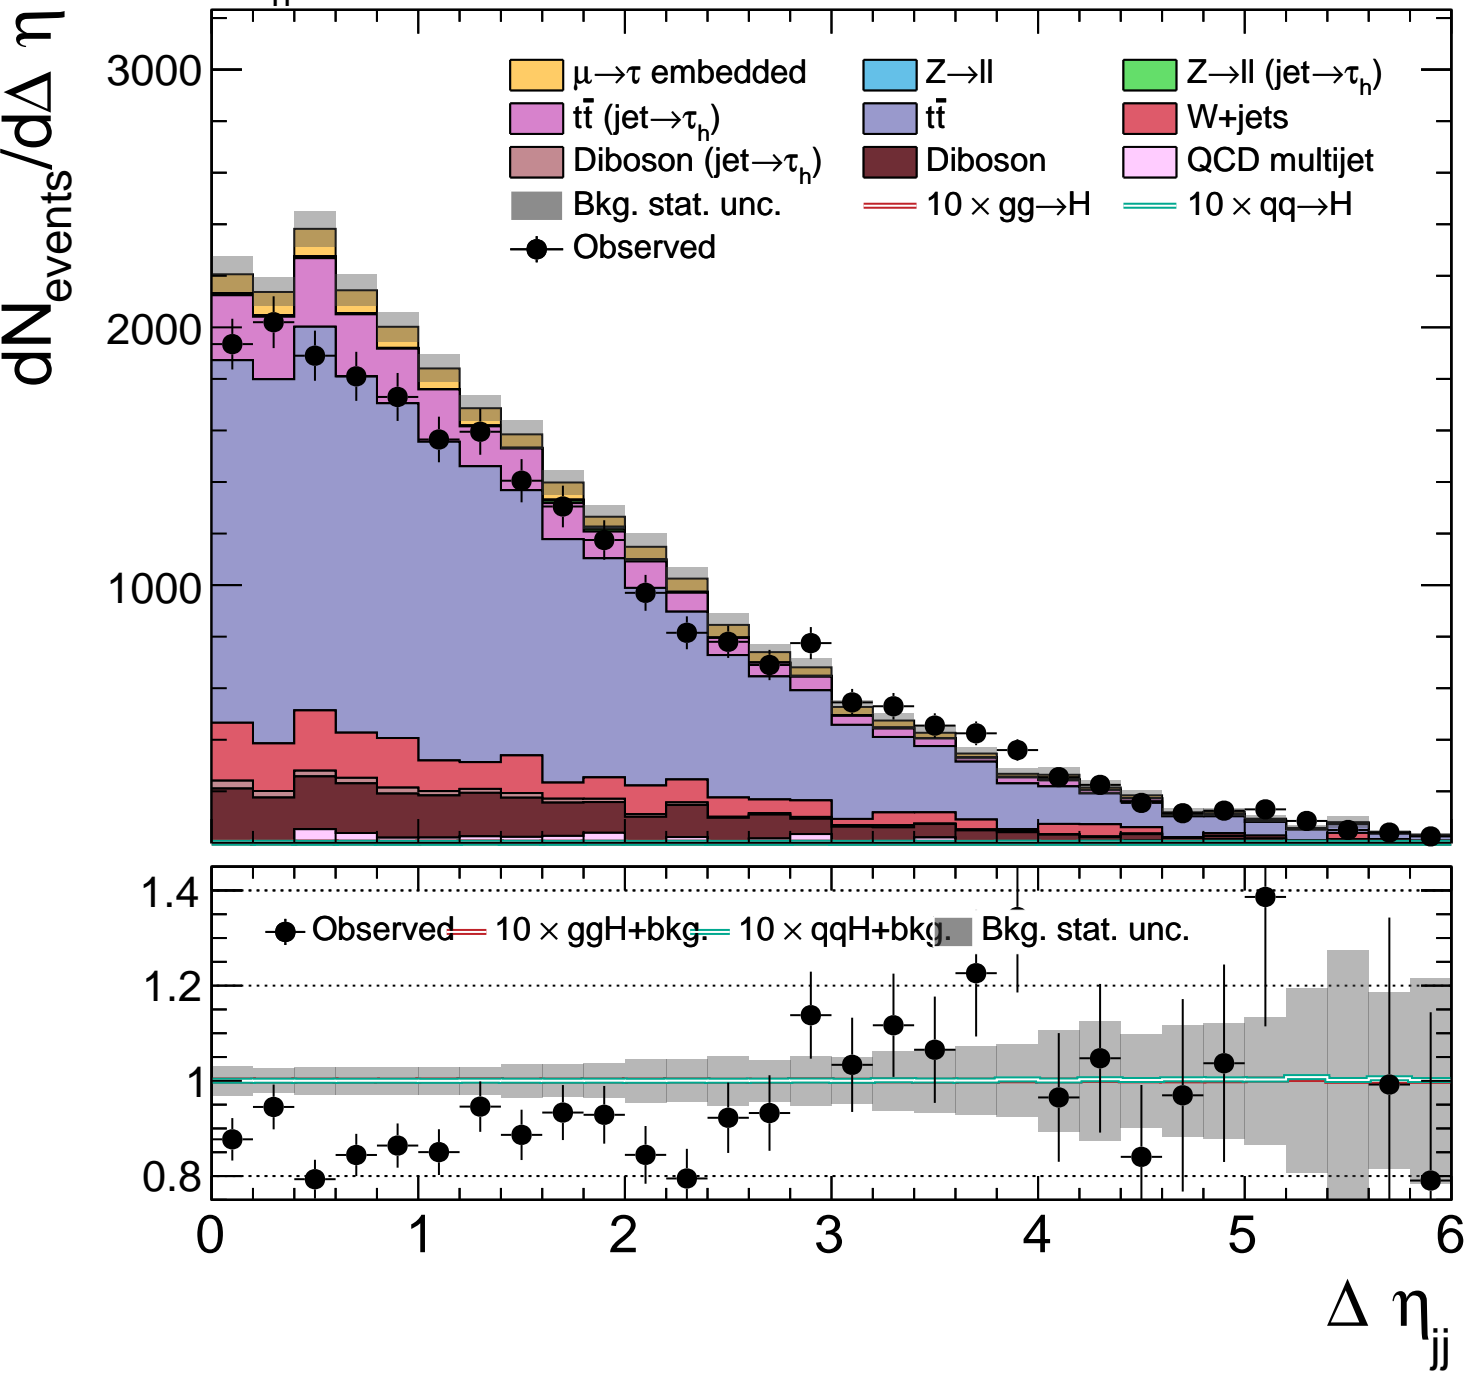 dN_events/dΔ η
3000
2000
1000
μ→τ embedded
Z→ll
Z→ll (jet→τ_h)
tt̄ (jet→τ_h)
tt̄
W+jets
Diboson (jet→τ_h)
Diboson
QCD multijet
Bkg. stat. unc.
10 × gg→H
10 × qq→H
Observed
1.4
1.2
1
0.8
Observed
10 × ggH+bkg.
10 × qqH+bkg.
Bkg. stat. unc.
0 1 2 3 4 5 6
Δ η_jj